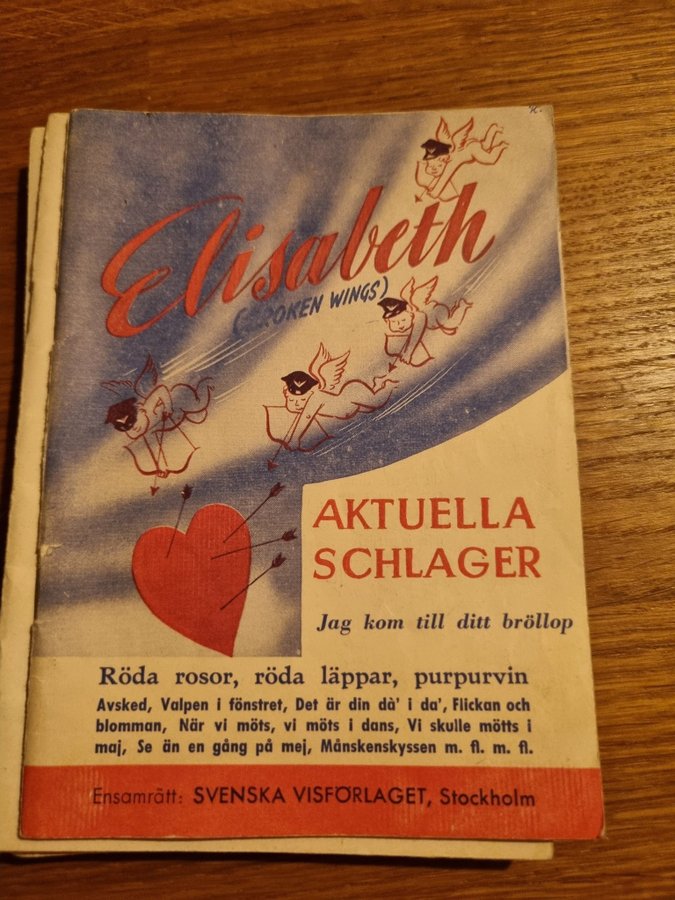 Elisabeth
(BROKEN WINGS)
AKTUELLA
SCHLAGER
Jag kom till ditt bröllop
Röda rosor, röda läppar, purpurvin
Avsked, Valpen i fönstret, Det är din dà' i da', Flickan och
blomman, När vi möts, vi möts i dans, Vi skulle mötts i
maj, Se än en gång på mej, Månskenskyssen m. fl. m. fl.
Ensamrätt: SVENSKA VISFÖRLAGET, Stockholm